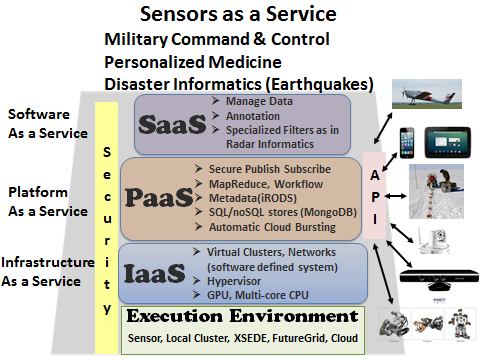 Sensors as a Service
Military Command & Control
Personalized Medicine
Disaster Informatics (Earthquakes)
Software
As a Service
SaaS
➢ Manage Data
➢ Annotation
➢ Specialized Filters as in
Radar Informatics
Security
Platform
As a Service
PaaS
➢ Secure Publish Subscribe
➢ MapReduce, Workflow
➢ Metadata(iRODS)
➢ SQL/noSQL stores (MongoDB)
➢ Automatic Cloud Bursting
API
Infrastructure
As a Service
IaaS
➢ Virtual Clusters, Networks
(software defined system)
➢ Hypervisor
➢ GPU, Multi-core CPU
KINECT
Execution Environment
Sensor, Local Cluster, XSEDE, FutureGrid, Cloud